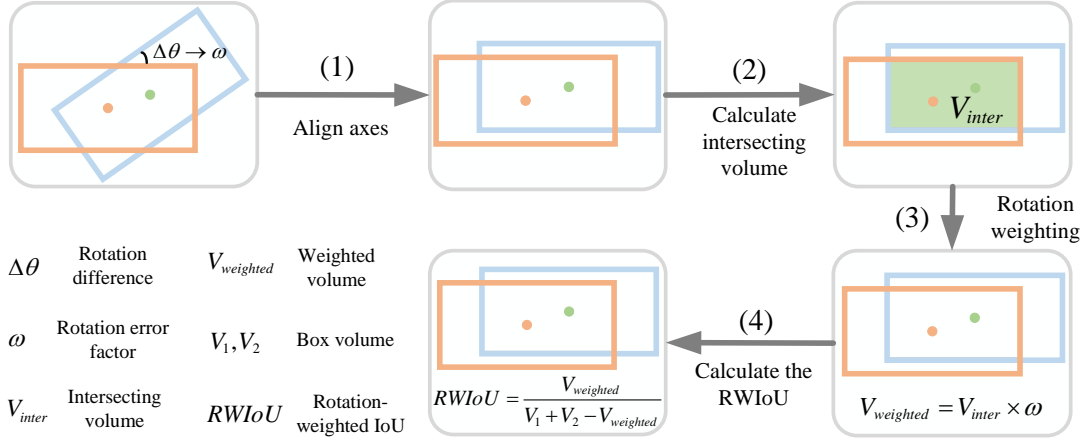 Δθ → ω
(1)
Align axes
(2)
Calculate
intersecting
volume
V_inter
(3)
Rotation
weighting
V_weighted = V_inter × ω
(4)
Calculate the
RWIoU
RWIoU = V_weighted / (V_1 + V_2 − V_weighted)
Δθ Rotation
difference
V_weighted Weighted
volume
ω Rotation error
factor
V_1, V_2 Box volume
V_inter Intersecting
volume
RWIoU Rotation-
weighted IoU